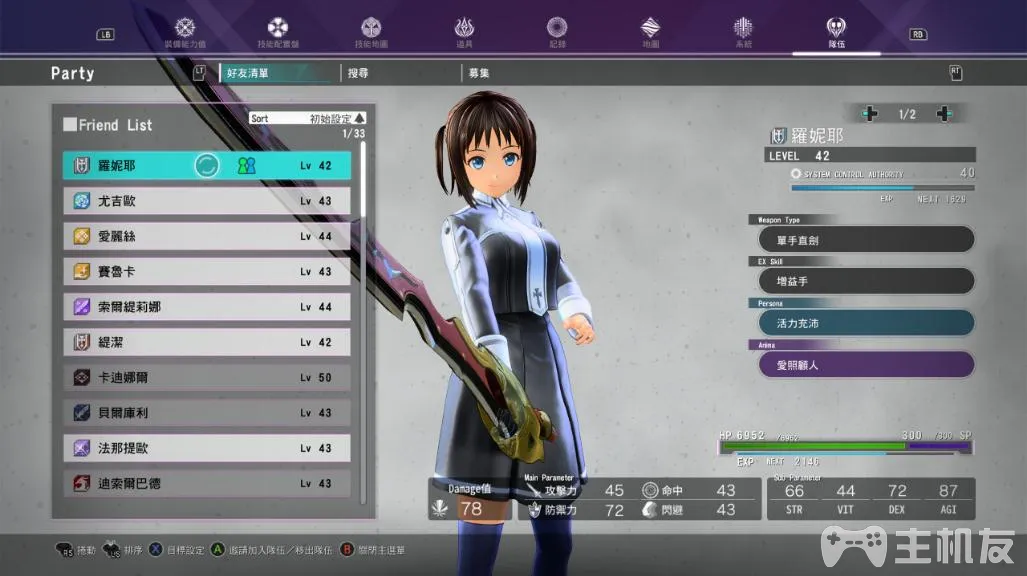 LB
裝備能力值
技能配置盤
技能地圖
道具
記錄
地圖
系統
隊伍
RB
Party
LT
好友清單
搜尋
募集
RT
Friend List
Sort 初始設定
1/33
羅妮耶 Lv 42
尤吉歐 Lv 43
愛麗絲 Lv 44
賽魯卡 Lv 43
索爾緹莉娜 Lv 44
緹潔 Lv 42
卡迪娜爾 Lv 50
貝爾庫利 Lv 43
法那提歐 Lv 43
迪索爾巴德 Lv 43
1/2
羅妮耶
LEVEL 42
SYSTEM CONTROL AUTHORITY 40
EXP NEXT 1629
Weapon Type
單手直劍
EX Skill
增益手
Persona
活力充沛
Anima
愛照顧人
HP 6952 /6952 300 /300 SP
EXP NEXT 2146
Damage值
78
Main Parameter
攻擊力 45 命中 43
防禦力 72 閃避 43
Sub Parameter
66 44 72 87
STR VIT DEX AGI
RS 捲動 LS 排序 X 目標設定 A 邀請加入隊伍/移出隊伍 B 關閉主選單
主机友